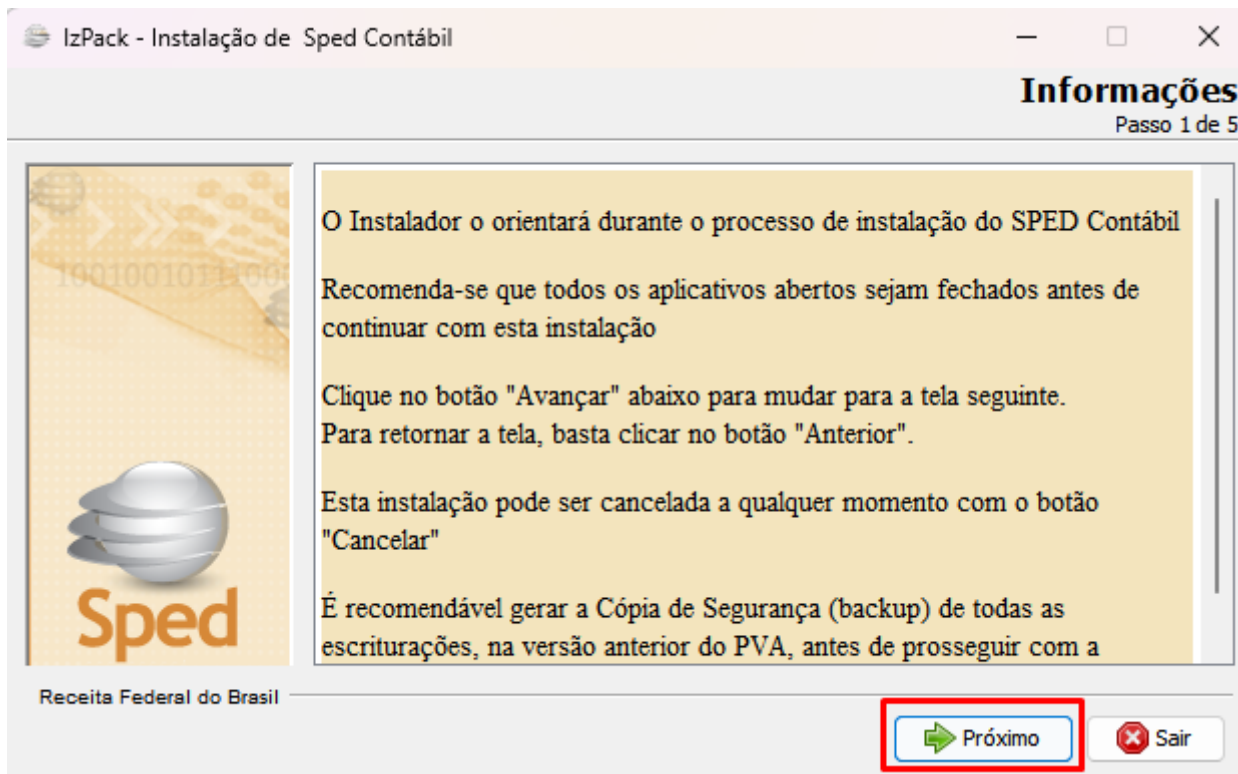 IzPack - Instalação de Sped Contábil
Informações
Passo 1 de 5
1001001011100
O Instalador o orientará durante o processo de instalação do SPED Contábil
Recomenda-se que todos os aplicativos abertos sejam fechados antes de
continuar com esta instalação
Clique no botão "Avançar" abaixo para mudar para a tela seguinte.
Para retornar a tela, basta clicar no botão "Anterior".
Esta instalação pode ser cancelada a qualquer momento com o botão
"Cancelar"
É recomendável gerar a Cópia de Segurança (backup) de todas as
escriturações, na versão anterior do PVA, antes de prosseguir com a
Sped
Receita Federal do Brasil
Próximo
Sair